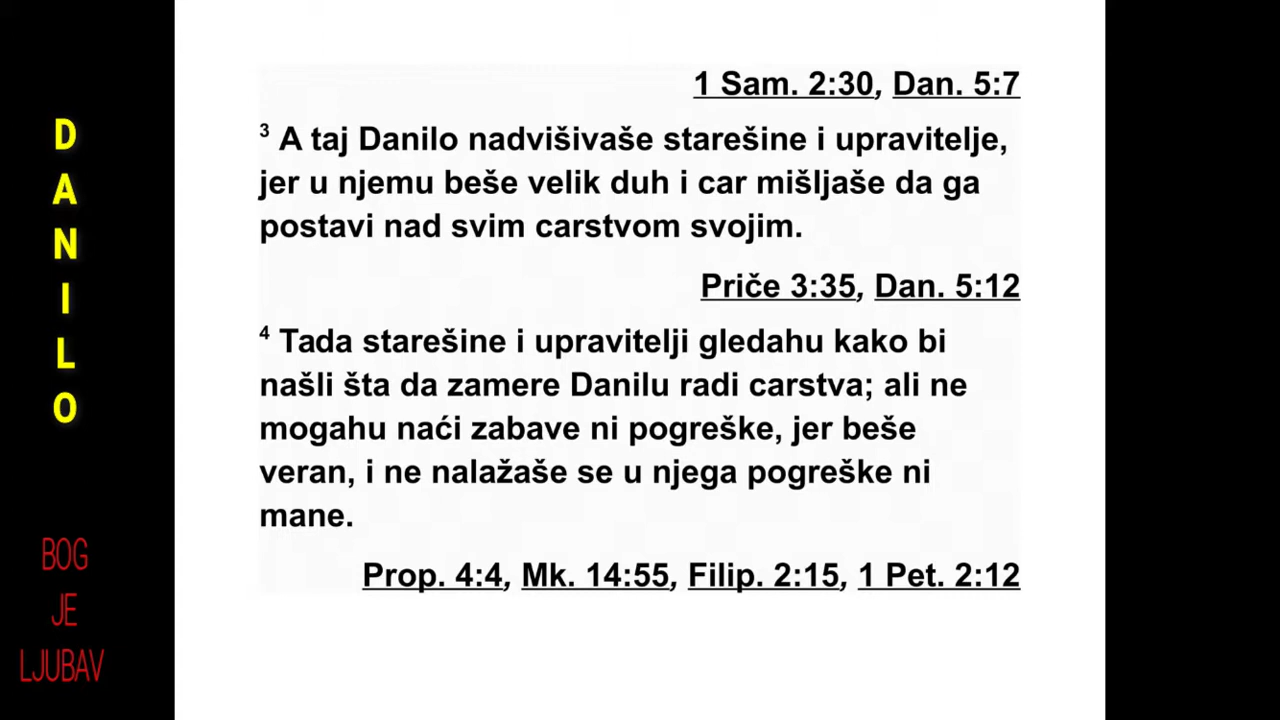 D
A
N
I
L
O
BOG
JE
LJUBAV
1 Sam. 2:30, Dan. 5:7
3 A taj Danilo nadvišivaše starešine i upravitelje,
jer u njemu beše velik duh i car mišljaše da ga
postavi nad svim carstvom svojim.
Priče 3:35, Dan. 5:12
4 Tada starešine i upravitelji gledahu kako bi
našli šta da zamere Danilu radi carstva; ali ne
mogahu naći zabave ni pogreške, jer beše
veran, i ne nalažaše se u njega pogreške ni
mane.
Prop. 4:4, Mk. 14:55, Filip. 2:15, 1 Pet. 2:12